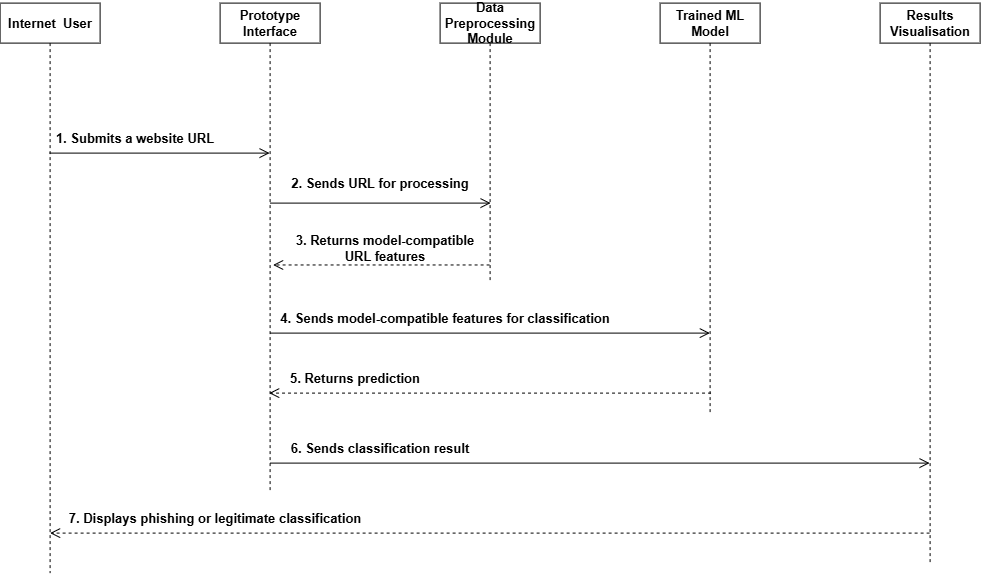 Internet User
Prototype
Interface
Data
Preprocessing
Module
Trained ML
Model
Results
Visualisation
1. Submits a website URL
2. Sends URL for processing
3. Returns model-compatible
URL features
4. Sends model-compatible features for classification
5. Returns prediction
6. Sends classification result
7. Displays phishing or legitimate classification